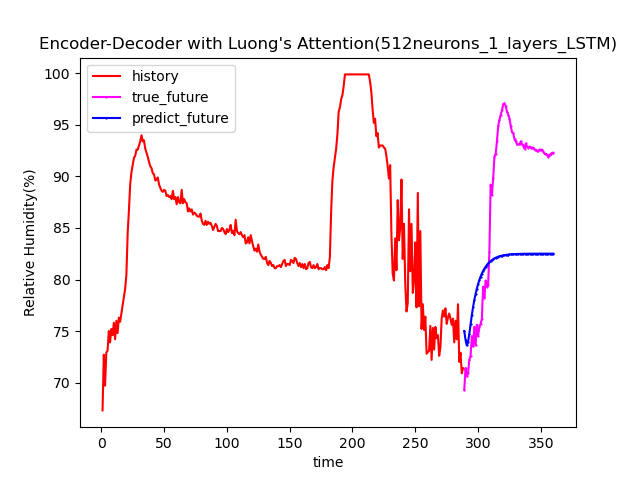 Encoder-Decoder with Luong's Attention(512neurons_1_layers_LSTM)
history
true_future
predict_future
100
95
90
85
80
75
70
Relative Humidity(%)
0 50 100 150 200 250 300 350
time